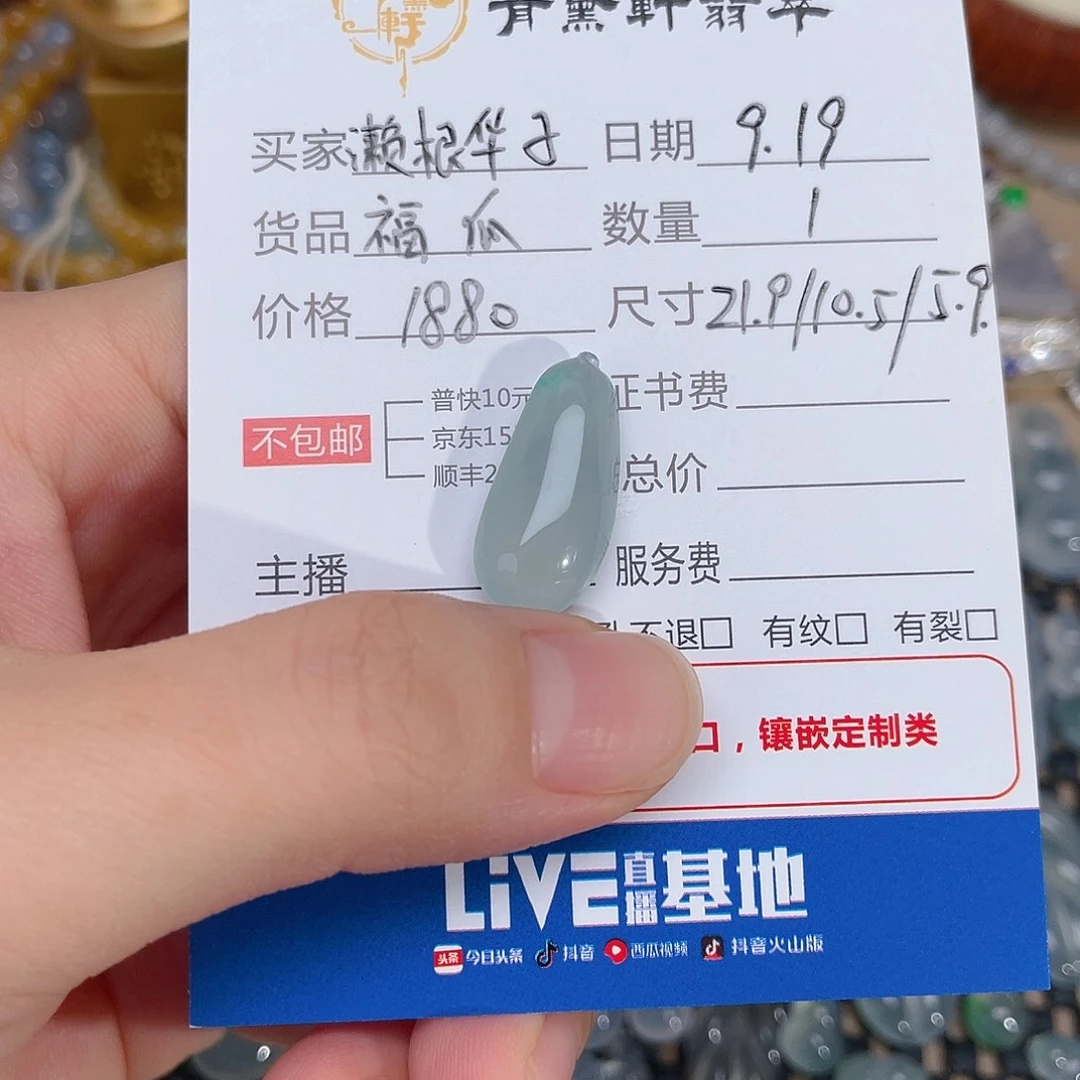 轩翡翠
买家 濑根华子 日期 9.19
货品 福瓜 数量 1
价格 1880 尺寸 21.9/10.5/5.9
普快10元 证书费
不包邮 京东15
顺丰2 总价
主播 服务费
不退□ 有纹□ 有裂□
口，镶嵌定制类
LiVE直播基地
头条 今日头条 抖音 西瓜视频 抖音火山版